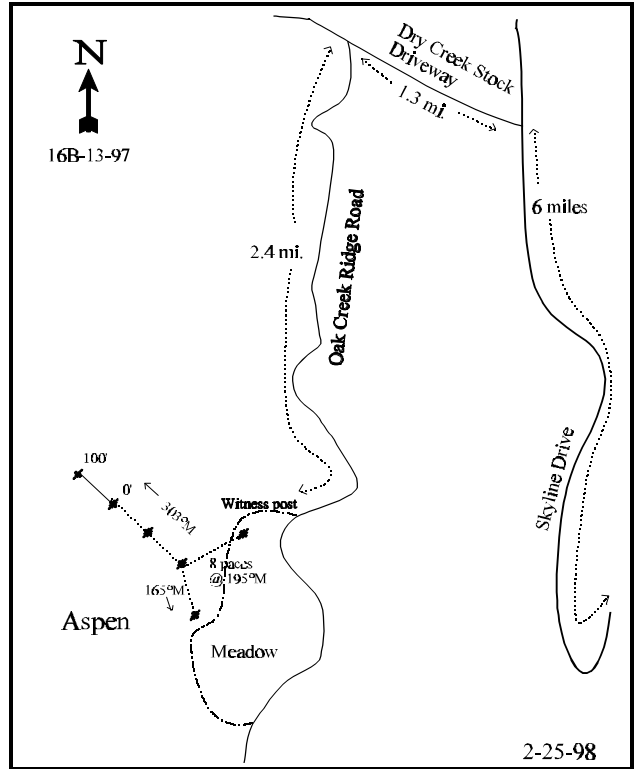 N
16B-13-97
Dry Creek Stock
Driveway
1.3 mi.
6 miles
2.4 mi.
Oak Creek Ridge Road
Skyline Drive
100'
0'
303°M
Witness post
8 paces
@ 195°M
165°M
Aspen
Meadow
2-25-98